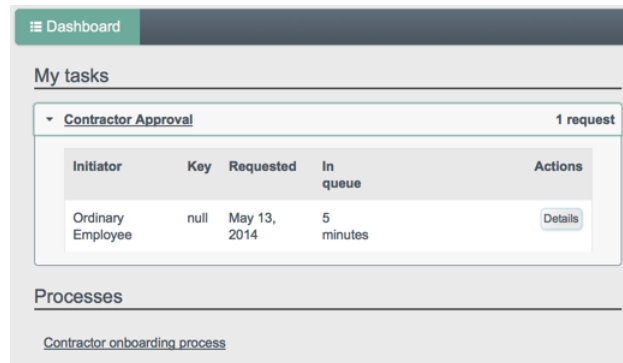 Dashboard
My tasks
Contractor Approval 1 request
Initiator Key Requested In Actions
queue
Ordinary null May 13, 5 Details
Employee 2014 minutes
Processes
Contractor onboarding process